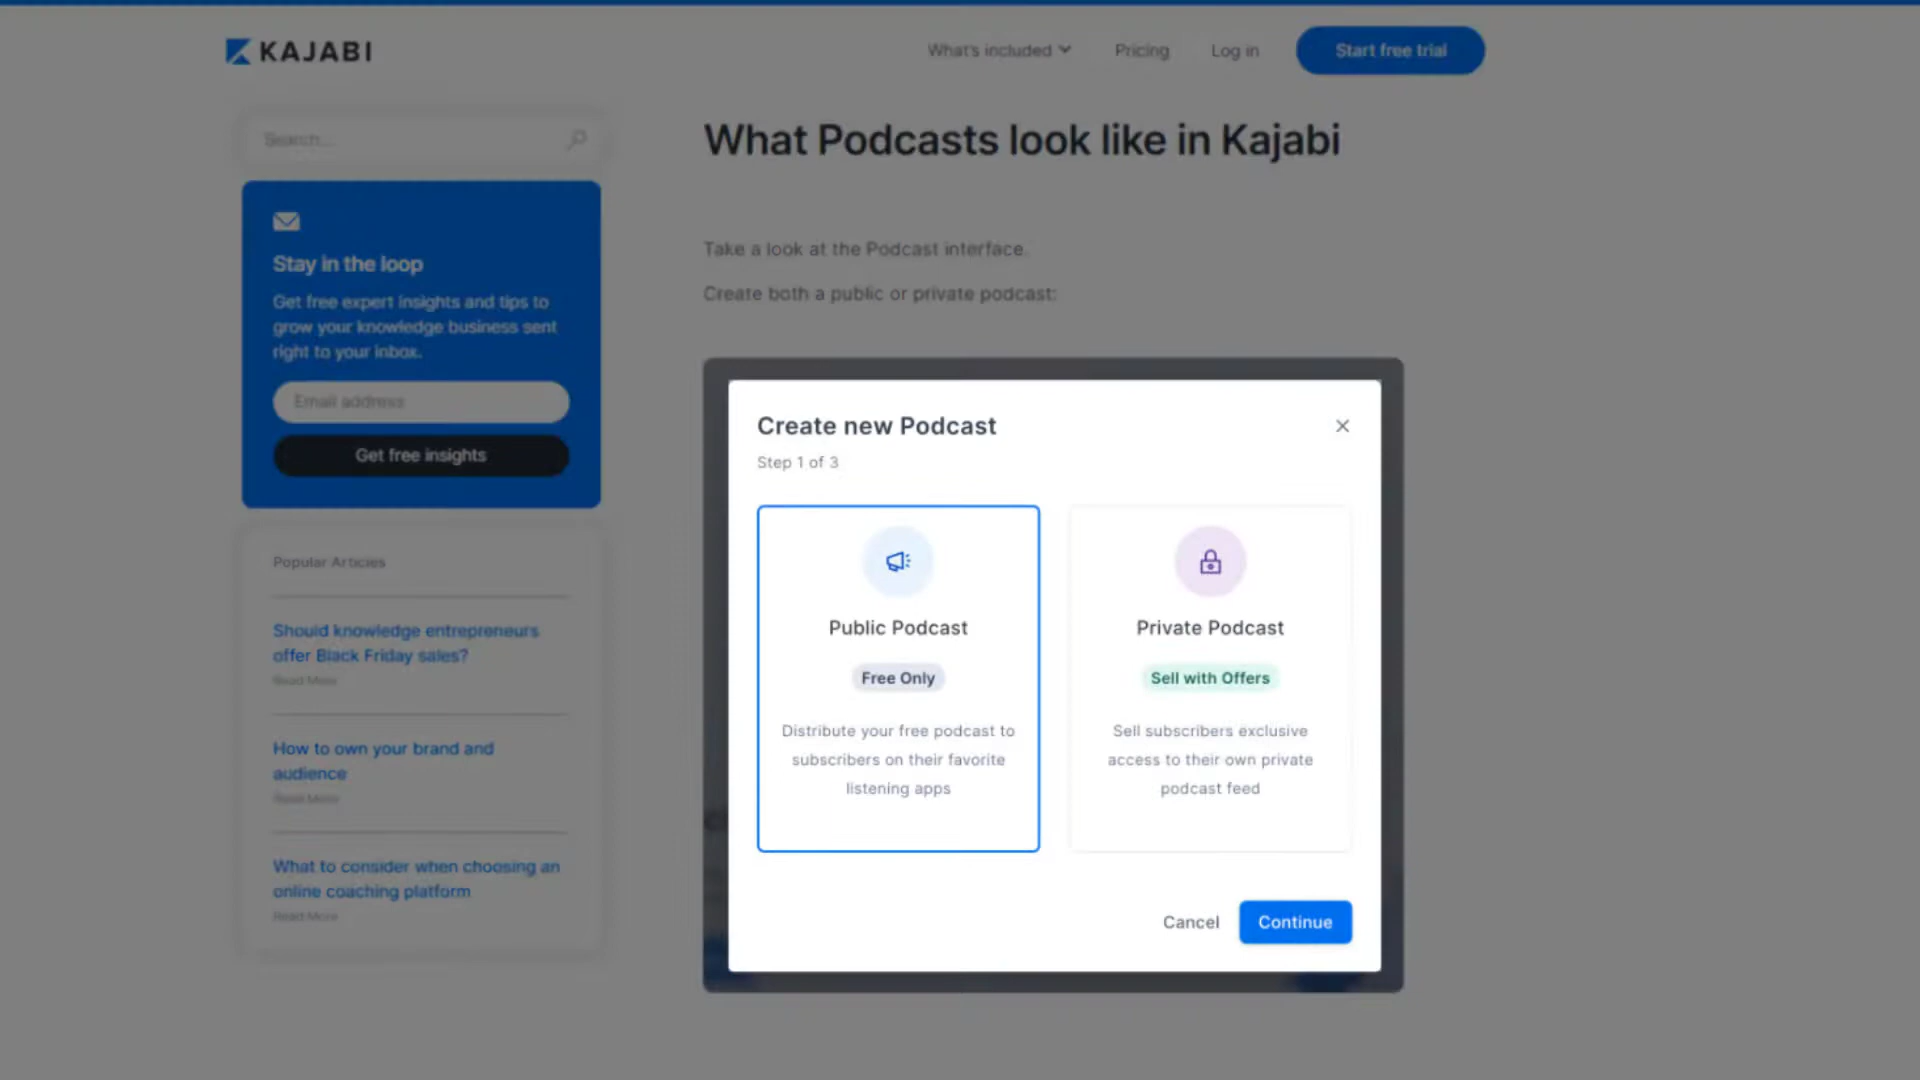 KAJABI
What's included
Pricing
Log in
Start free trial
Search...
Stay in the loop
Get free expert insights and tips to
grow your knowledge business sent
right to your inbox.
Email address
Get free insights
Popular Articles
Should knowledge entrepreneurs
offer Black Friday sales?
Read More
How to own your brand and
audience
Read More
What to consider when choosing an
online coaching platform
Read More
What Podcasts look like in Kajabi
Take a look at the Podcast interface.
Create both a public or private podcast:
Create new Podcast
Step 1 of 3
Public Podcast
Free Only
Distribute your free podcast to
subscribers on their favorite
listening apps
Private Podcast
Sell with Offers
Sell subscribers exclusive
access to their own private
podcast feed
Cancel
Continue